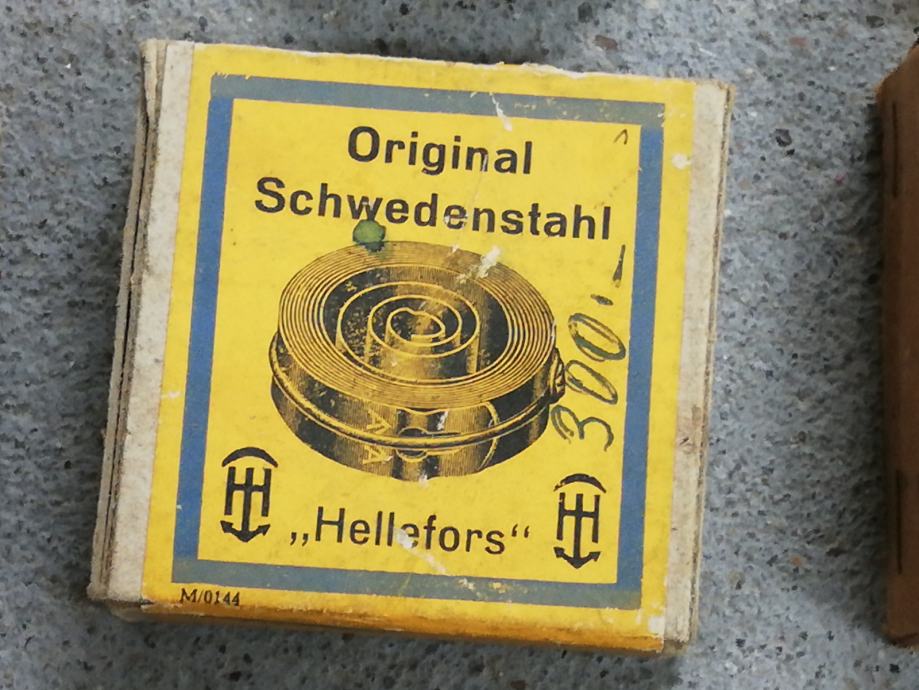 Original
Schwedenstahl
300,-
„Hellefors“
M/0144